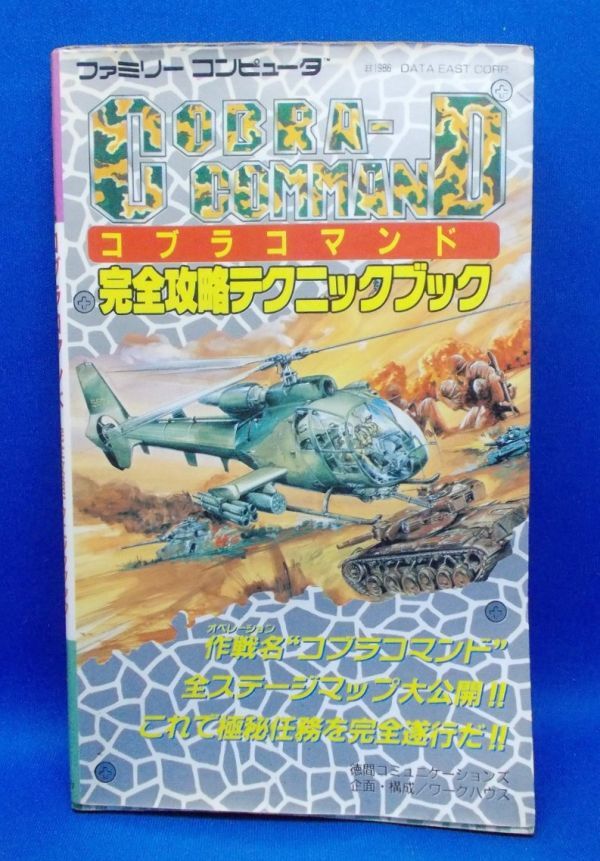 ファミリー コンピュータ™
©1986 DATA EAST CORP.
COBRA-
COMMAND
コブラコマンド
完全攻略テクニックブック
オペレーション
作戦名"コブラコマンド"
全ステージマップ大公開!!
これで極秘任務を完全遂行だ!!
徳間コミュニケーションズ
企画・構成/ワークハウス